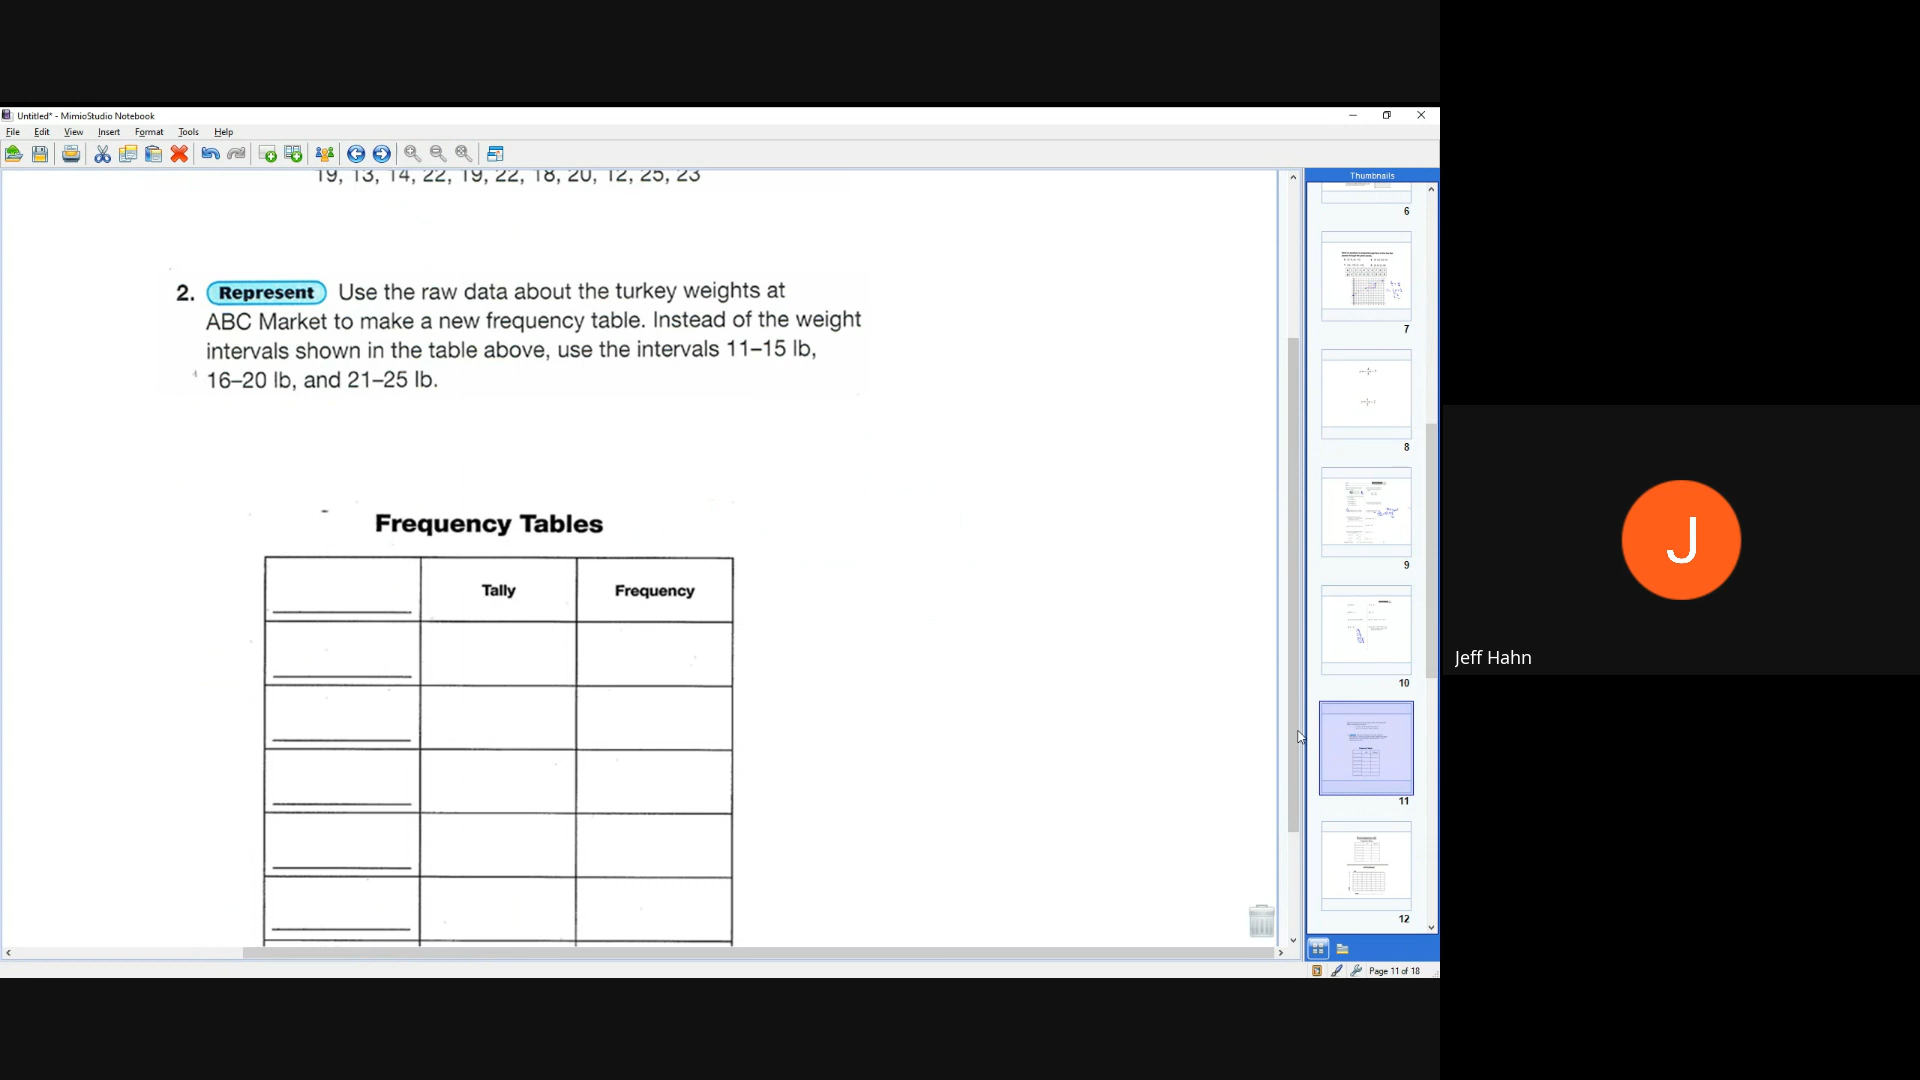 Untitled* - MimioStudio Notebook
File Edit View Insert Format Tools Help
19, 13, 14, 22, 19, 22, 18, 20, 12, 25, 23
2. Represent Use the raw data about the turkey weights at
ABC Market to make a new frequency table. Instead of the weight
intervals shown in the table above, use the intervals 11–15 lb,
16–20 lb, and 21–25 lb.
Frequency Tables
Tally Frequency
Thumbnails
6
7
8
9
10
11
12
Page 11 of 18
J
Jeff Hahn